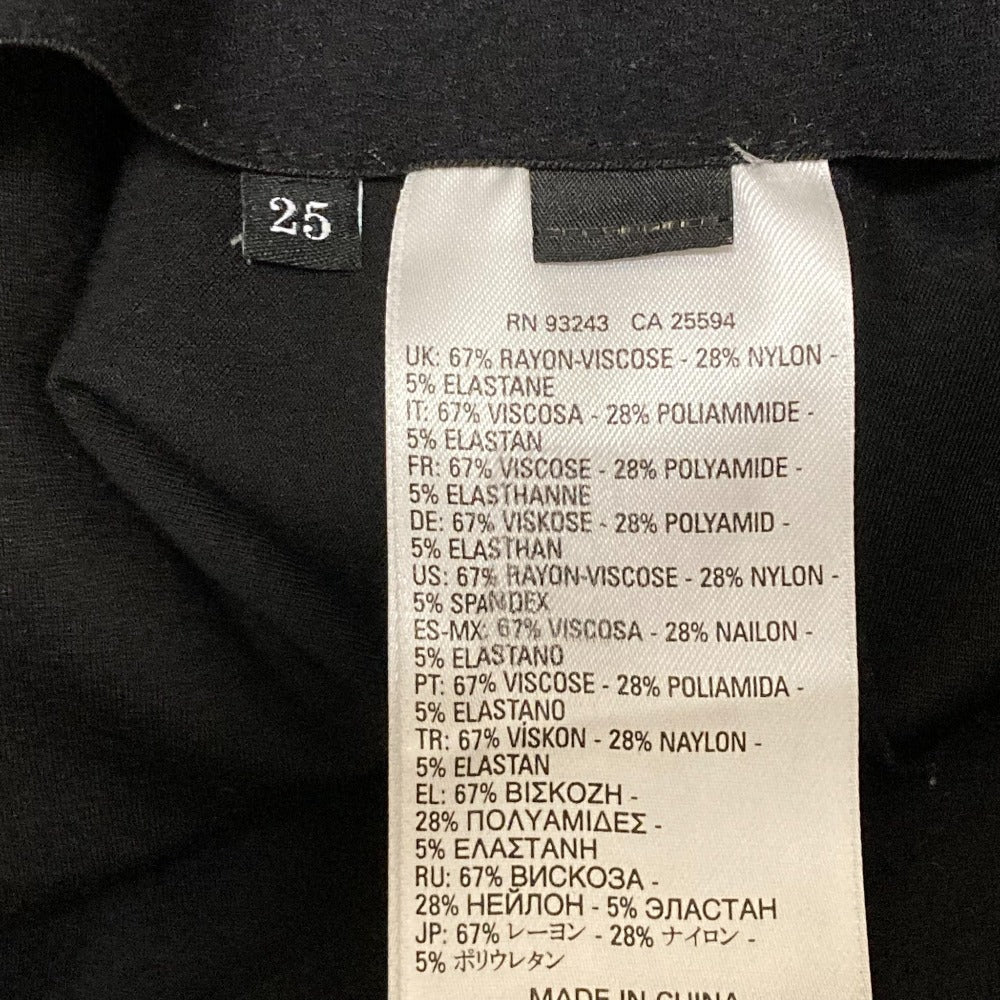 25
RN 93243 CA 25594
UK: 67% RAYON-VISCOSE - 28% NYLON -
5% ELASTANE
IT: 67% VISCOSA - 28% POLIAMMIDE -
5% ELASTAN
FR: 67% VISCOSE - 28% POLYAMIDE -
5% ELASTHANNE
DE: 67% VISKOSE - 28% POLYAMID -
5% ELASTHAN
US: 67% RAYON-VISCOSE - 28% NYLON -
5% SPANDEX
ES-MX: 67% VISCOSA - 28% NAILON -
5% ELASTANO
PT: 67% VISCOSE - 28% POLIAMIDA -
5% ELASTANO
TR: 67% VİSKON - 28% NAYLON -
5% ELASTAN
EL: 67% ΒΙΣΚΟΖΗ -
28% ΠΟΛΥΑΜΙΔΕΣ -
5% ΕΛΑΣΤΑΝΗ
RU: 67% ВИСКОЗА -
28% НЕЙЛОН - 5% ЭЛАСТАН
JP: 67% レーヨン - 28% ナイロン -
5% ポリウレタン
MADE IN CHINA